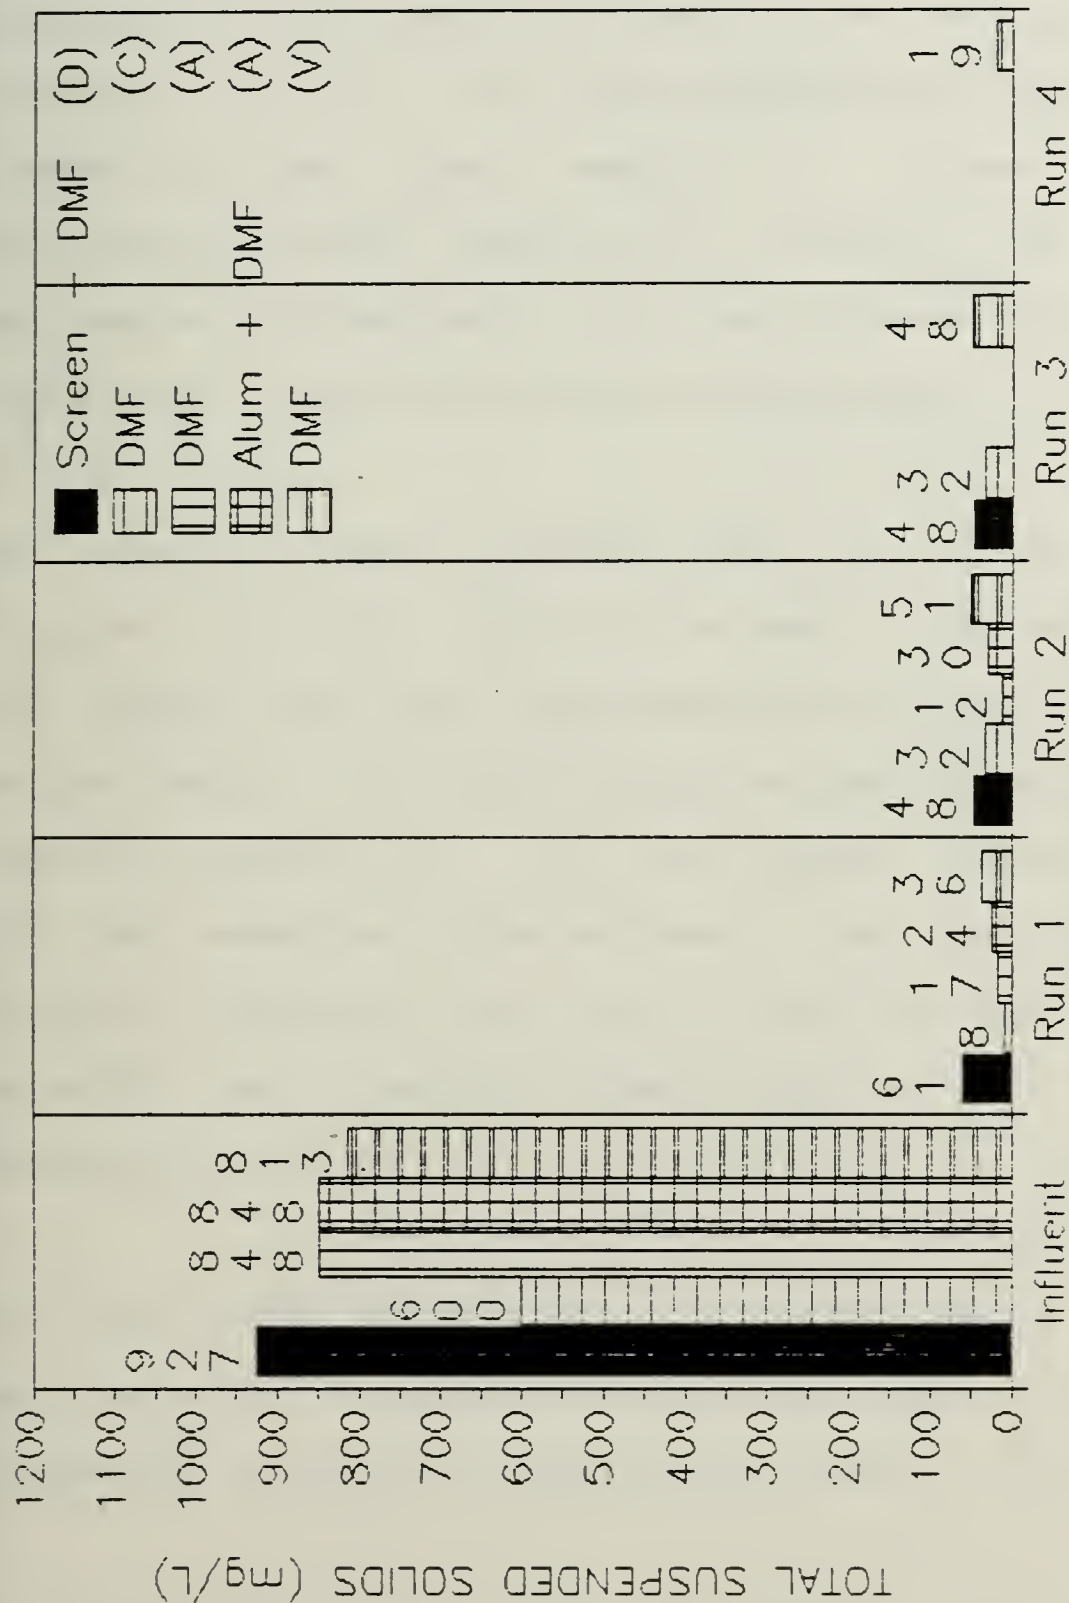 TOTAL SUSPENDED SOLIDS (mg/L)
1200
1100
1000
900
800
700
600
500
400
300
200
100
0
Screen + DMF (D)
DMF (C)
DMF (A)
Alum + DMF (A)
DMF (V)
927
600
848
848
813
61
8
17
24
36
48
32
12
30
51
48
32
48
19
Influent
Run 1
Run 2
Run 3
Run 4